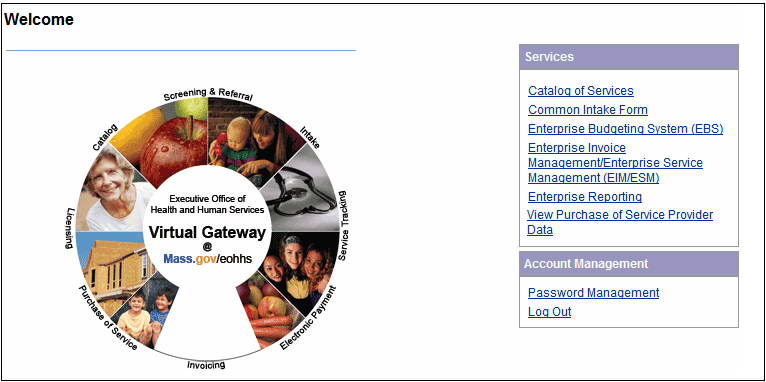 Welcome
Screening & Referral
Catalog
Intake
Licensing
Service Tracking
Purchase of Service
Electronic Payment
Invoicing
Executive Office of
Health and Human Services
Virtual Gateway
@
Mass.gov/eohhs
Services
Catalog of Services
Common Intake Form
Enterprise Budgeting System (EBS)
Enterprise Invoice
Management/Enterprise Service
Management (EIM/ESM)
Enterprise Reporting
View Purchase of Service Provider
Data
Account Management
Password Management
Log Out